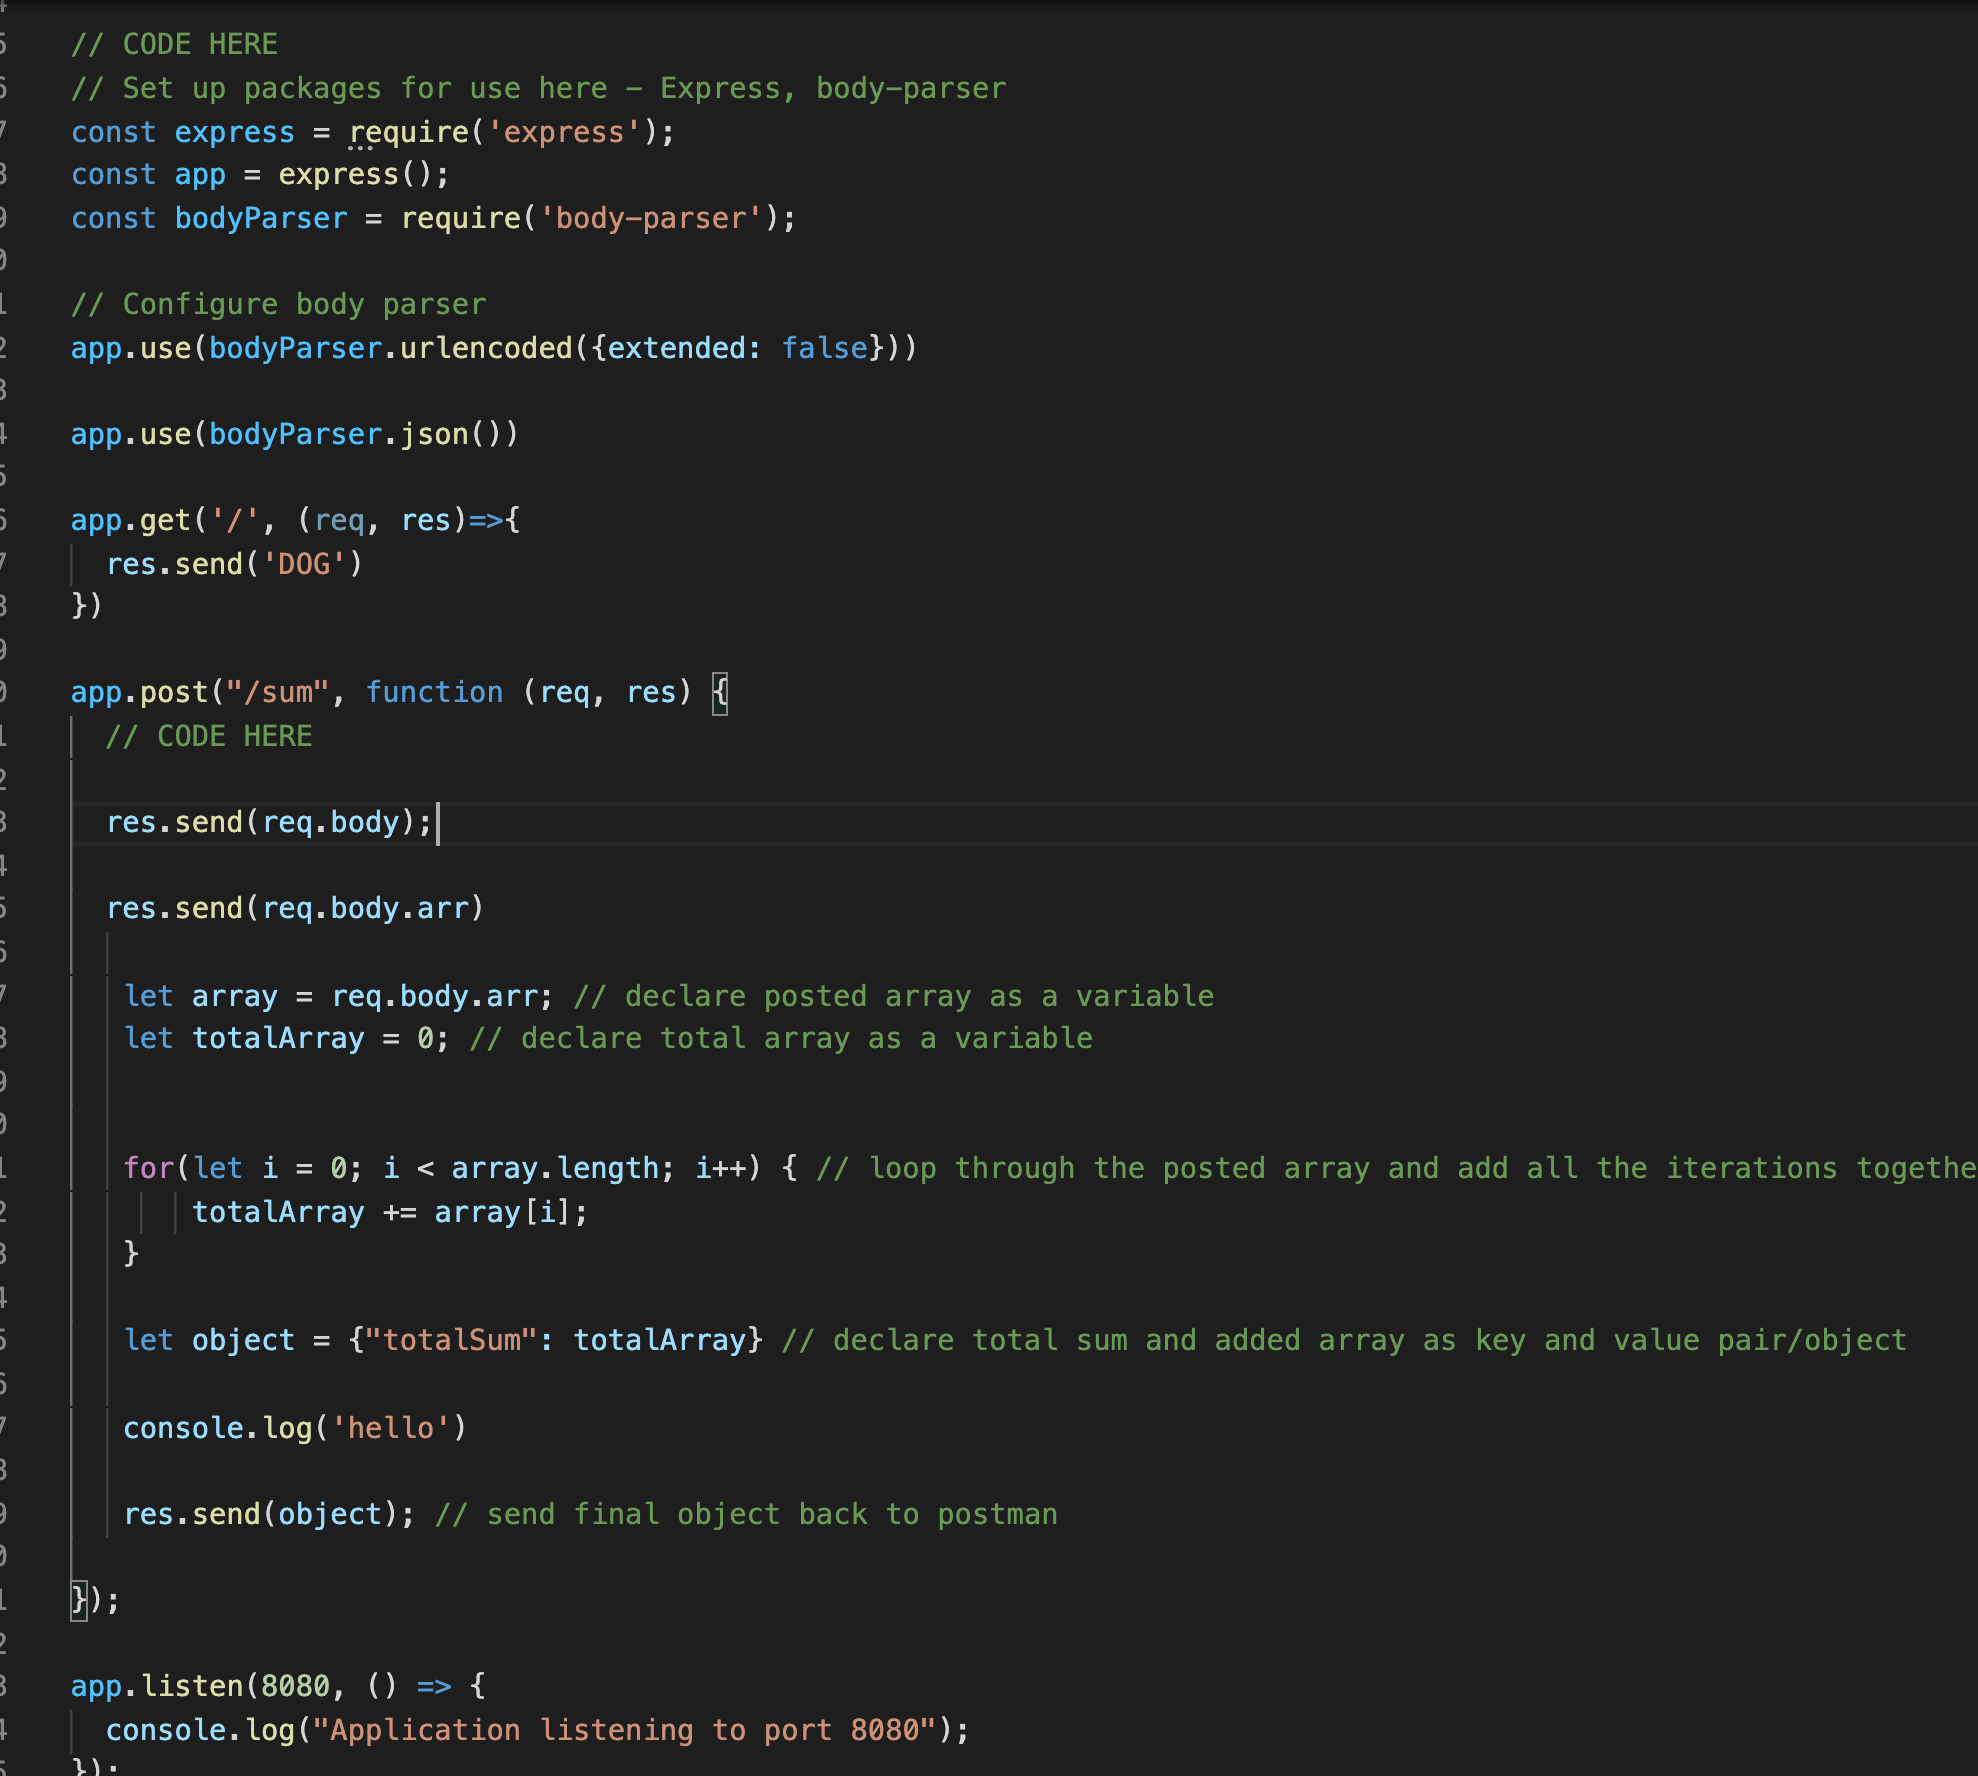 // CODE HERE
// Set up packages for use here – Express, body-parser
const express = require('express');
const app = express();
const bodyParser = require('body-parser');
// Configure body parser
app.use(bodyParser.urlencoded({extended: false}))
app.use(bodyParser.json())
app.get('/', (req, res)=>{
res.send('DOG')
})
app.post("/sum", function (req, res) {
// CODE HERE
res.send(req.body);
res.send(req.body.arr)
let array = req.body.arr; // declare posted array as a variable
let totalArray = 0; // declare total array as a variable
for(let i = 0; i < array.length; i++) { // loop through the posted array and add all the iterations togethe
totalArray += array[i];
}
let object = {"totalSum": totalArray} // declare total sum and added array as key and value pair/object
console.log('hello')
res.send(object); // send final object back to postman
});
app.listen(8080, () => {
console.log("Application listening to port 8080");
});